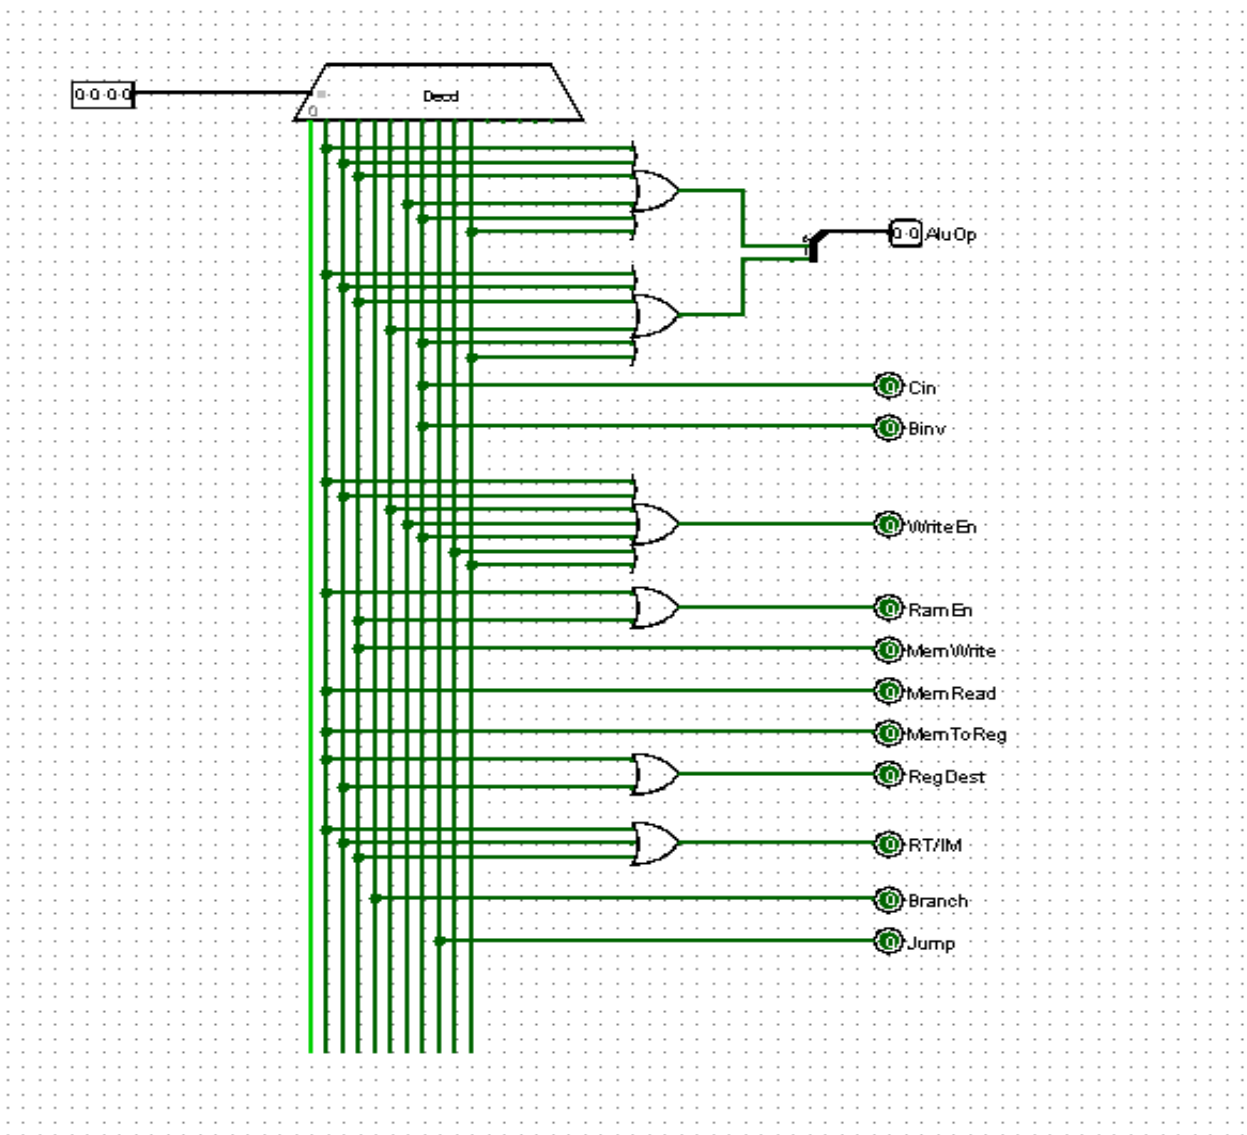 0 0 0 0
Decd
0
0 0 AluOp
0 Cin
0 Binv
0 WriteEn
0 RamEn
0 MemWrite
0 MemRead
0 MemToReg
0 RegDest
0 RT/IM
0 Branch
0 Jump